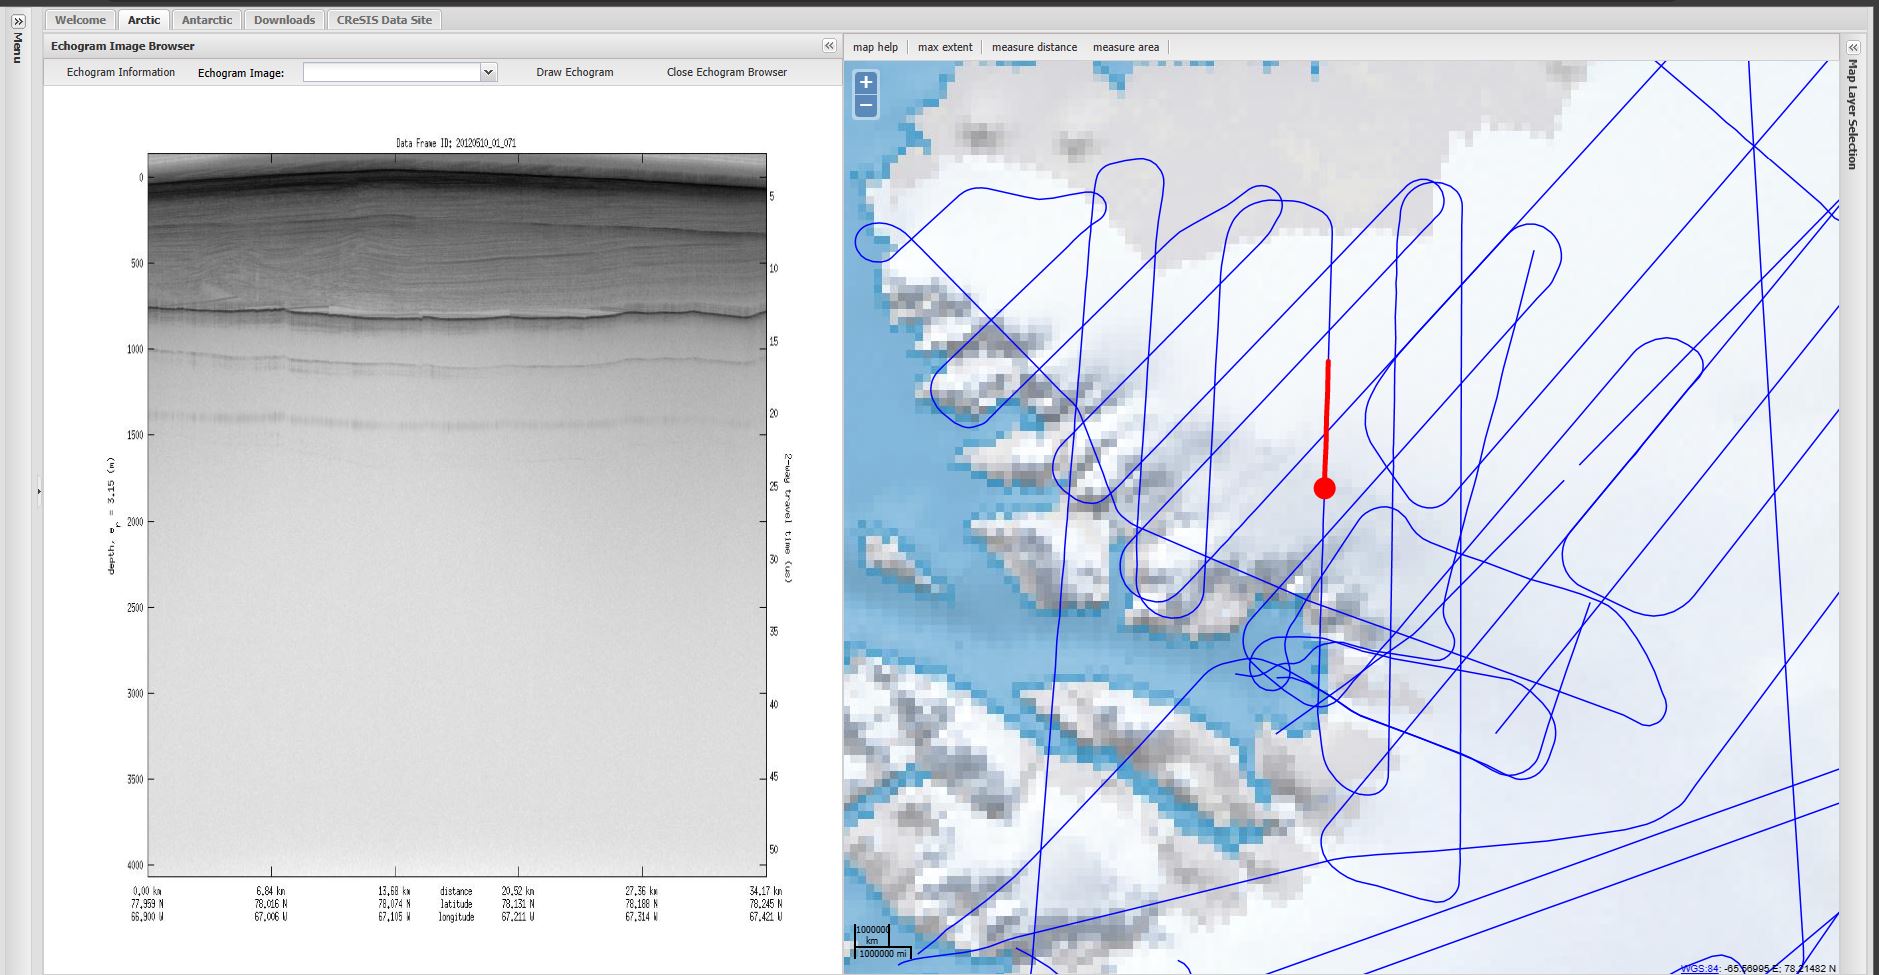 Menu
Welcome
Arctic
Antarctic
Downloads
CReSIS Data Site
Echogram Image Browser
Echogram Information
Echogram Image:
Draw Echogram
Close Echogram Browser
Data Frame ID: 20120510_01_071
0
500
1000
1500
2000
2500
3000
3500
4000
depth, e_r = 3.15 (m)
5
10
15
20
25
30
35
40
45
50
2-way travel time (us)
0.00 km 6.84 km 13.68 km distance 20.52 km 27.36 km 34.17 km
77.959 N 78.016 N 78.074 N latitude 78.131 N 78.188 N 78.245 N
66.900 W 67.006 W 67.105 W longitude 67.211 W 67.314 W 67.421 W
map help
max extent
measure distance
measure area
+
−
1000000
km
1000000 mi
WGS:84: -65.56995 E; 78.21482 N
Map Layer Selection